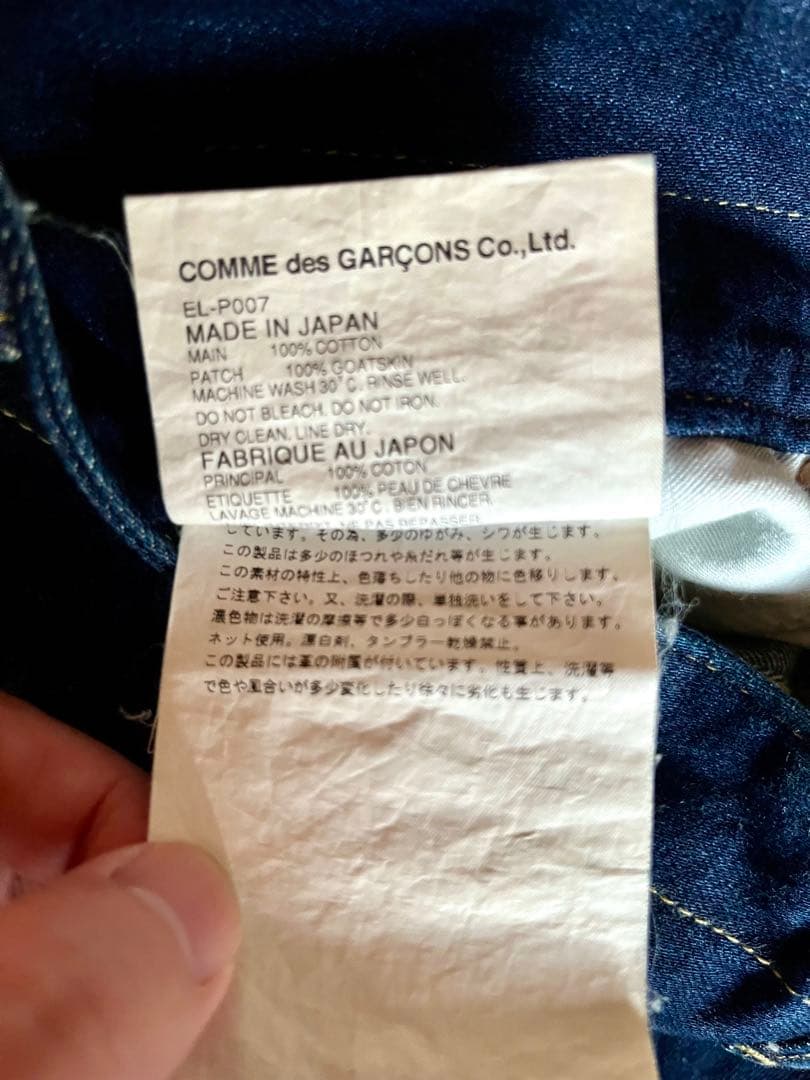 COMME des GARÇONS Co.,Ltd.
EL-P007
MADE IN JAPAN
MAIN 100% COTTON
PATCH 100% GOATSKIN
MACHINE WASH 30°C. RINSE WELL.
DO NOT BLEACH. DO NOT IRON.
DRY CLEAN. LINE DRY.
FABRIQUE AU JAPON
PRINCIPAL 100% COTON
ETIQUETTE 100% PEAU DE CHEVRE
LAVAGE MACHINE 30°C. BIEN RINCER.
NE PAS REPASSER
しています。その為、多少のゆがみ、シワが生じます。
この製品は多少のほつれや糸だれ等が生じます。
この素材の特性上、色落ちしたり他の物に色移りします。
ご注意下さい。又、洗濯の際、単独洗いをして下さい。
濃色物は洗濯の摩擦等で多少白っぽくなる事があります。
ネット使用。漂白剤、タンブラー乾燥禁止。
この製品には革の附属が付いています。性質上、洗濯等
で色や風合いが多少変化したり徐々に劣化も生じます。